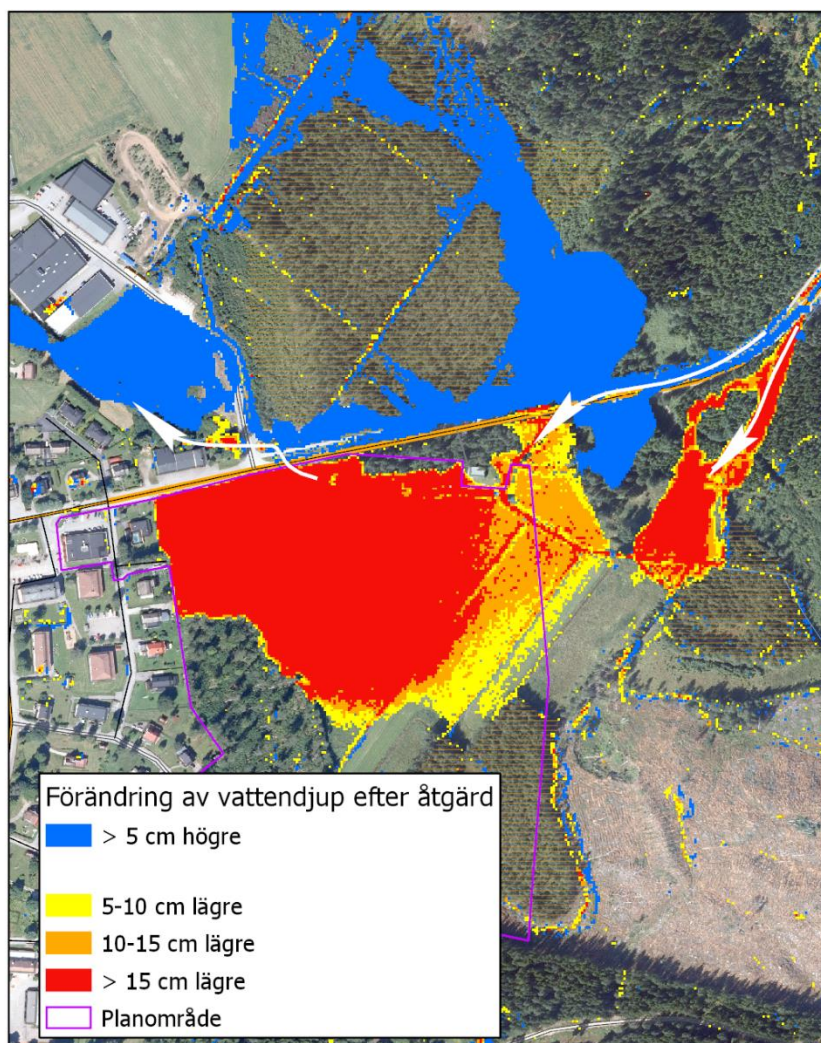 Förändring av vattendjup efter åtgärd
> 5 cm högre
5-10 cm lägre
10-15 cm lägre
> 15 cm lägre
Planområde